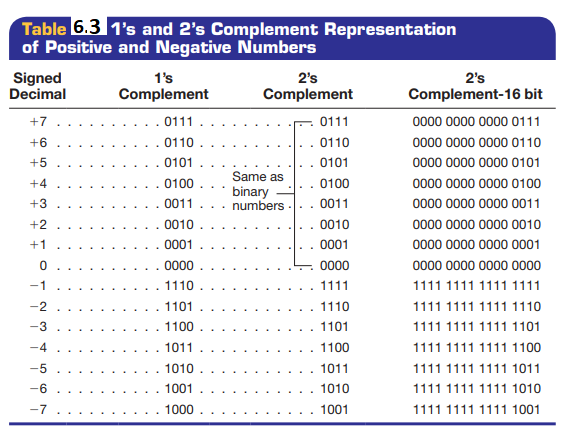 Table 6.3 1's and 2's Complement Representation
of Positive and Negative Numbers
Signed Decimal 1's Complement 2's Complement 2's Complement-16 bit
+7 . . . . . . . . . . 0111 . . . . . . . . . . . . 0111 0000 0000 0000 0111
+6 . . . . . . . . . . 0110 . . . . . . . . . . . . 0110 0000 0000 0000 0110
+5 . . . . . . . . . . 0101 . . . . . . . . . . . . 0101 0000 0000 0000 0101
+4 . . . . . . . . . . 0100 . . . Same as . . . 0100 0000 0000 0000 0100
binary
+3 . . . . . . . . . . 0011 . . . numbers . . . 0011 0000 0000 0000 0011
+2 . . . . . . . . . . 0010 . . . . . . . . . . . . 0010 0000 0000 0000 0010
+1 . . . . . . . . . . 0001 . . . . . . . . . . . . 0001 0000 0000 0000 0001
0 . . . . . . . . . . 0000 . . . . . . . . . . . . 0000 0000 0000 0000 0000
−1 . . . . . . . . . . 1110 . . . . . . . . . . . . 1111 1111 1111 1111 1111
−2 . . . . . . . . . . 1101 . . . . . . . . . . . . 1110 1111 1111 1111 1110
−3 . . . . . . . . . . 1100 . . . . . . . . . . . . 1101 1111 1111 1111 1101
−4 . . . . . . . . . . 1011 . . . . . . . . . . . . 1100 1111 1111 1111 1100
−5 . . . . . . . . . . 1010 . . . . . . . . . . . . 1011 1111 1111 1111 1011
−6 . . . . . . . . . . 1001 . . . . . . . . . . . . 1010 1111 1111 1111 1010
−7 . . . . . . . . . . 1000 . . . . . . . . . . . . 1001 1111 1111 1111 1001